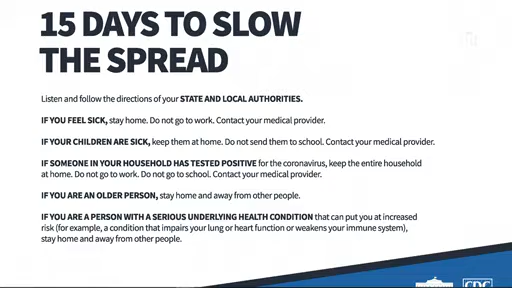 15 DAYS TO SLOW
THE SPREAD
Listen and follow the directions of your STATE AND LOCAL AUTHORITIES.
IF YOU FEEL SICK, stay home. Do not go to work. Contact your medical provider.
IF YOUR CHILDREN ARE SICK, keep them at home. Do not send them to school. Contact your medical provider.
IF SOMEONE IN YOUR HOUSEHOLD HAS TESTED POSITIVE for the coronavirus, keep the entire household
at home. Do not go to work. Do not go to school. Contact your medical provider.
IF YOU ARE AN OLDER PERSON, stay home and away from other people.
IF YOU ARE A PERSON WITH A SERIOUS UNDERLYING HEALTH CONDITION that can put you at increased
risk (for example, a condition that impairs your lung or heart function or weakens your immune system),
stay home and away from other people.
CDC